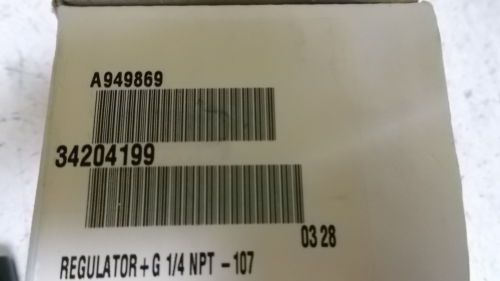 A949869
34204199
03 28
REGULATOR+G 1/4 NPT -107